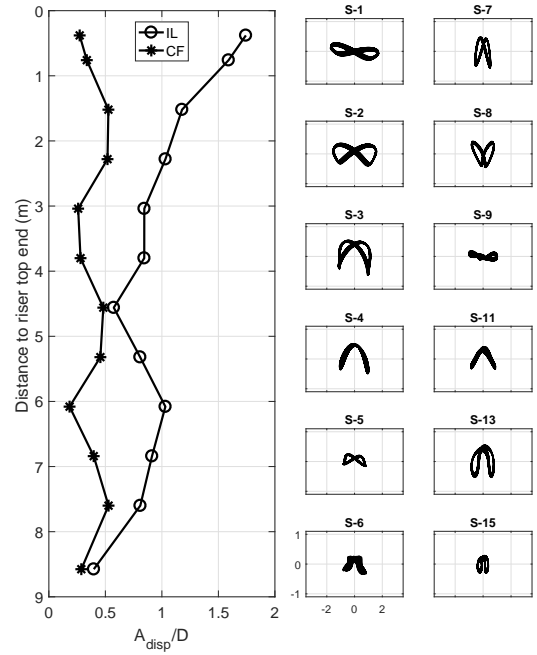 0
1
2
3
4
5
6
7
8
9
Distance to riser top end (m)
0
0.5
1
1.5
2
A_disp/D
IL
CF
S-1
S-7
S-2
S-8
S-3
S-9
S-4
S-11
S-5
S-13
S-6
S-15
1
0
-1
-2
0
2